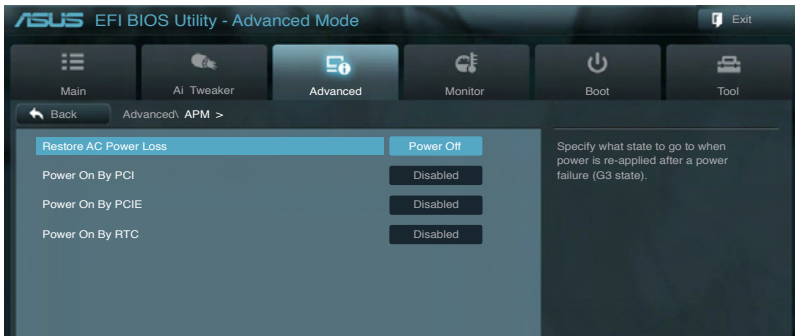 ASUS EFI BIOS Utility - Advanced Mode
Exit
Main
Ai Tweaker
Advanced
Monitor
Boot
Tool
Back
Advanced\ APM >
Restore AC Power Loss
Power Off
Power On By PCI
Disabled
Power On By PCIE
Disabled
Power On By RTC
Disabled
Specify what state to go to when
power is re-applied after a power
failure (G3 state).